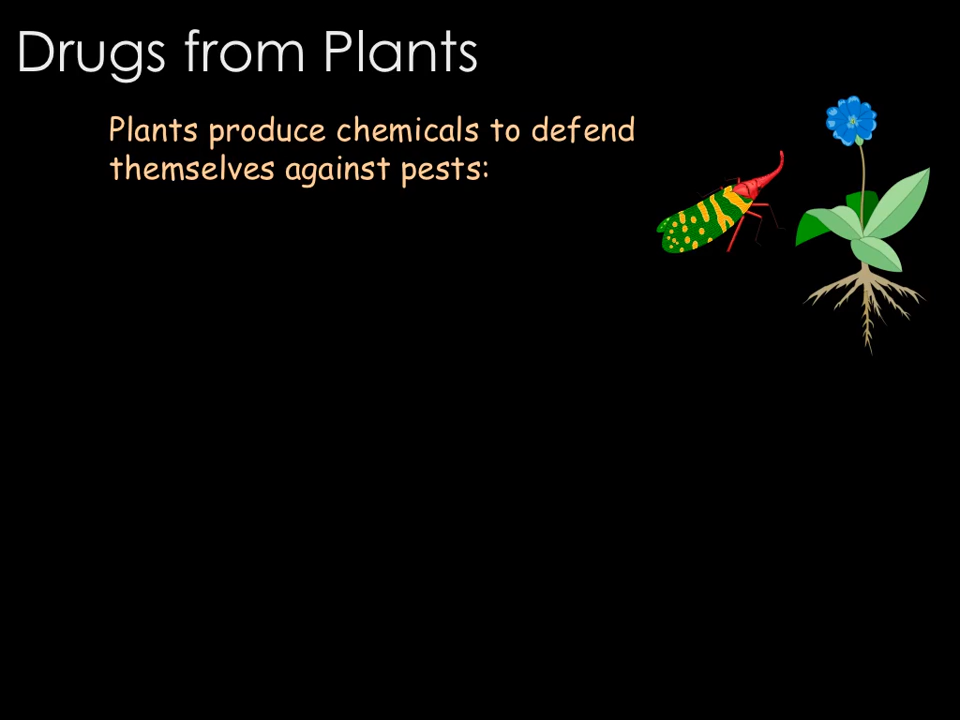 Drugs from Plants
Plants produce chemicals to defend
themselves against pests: